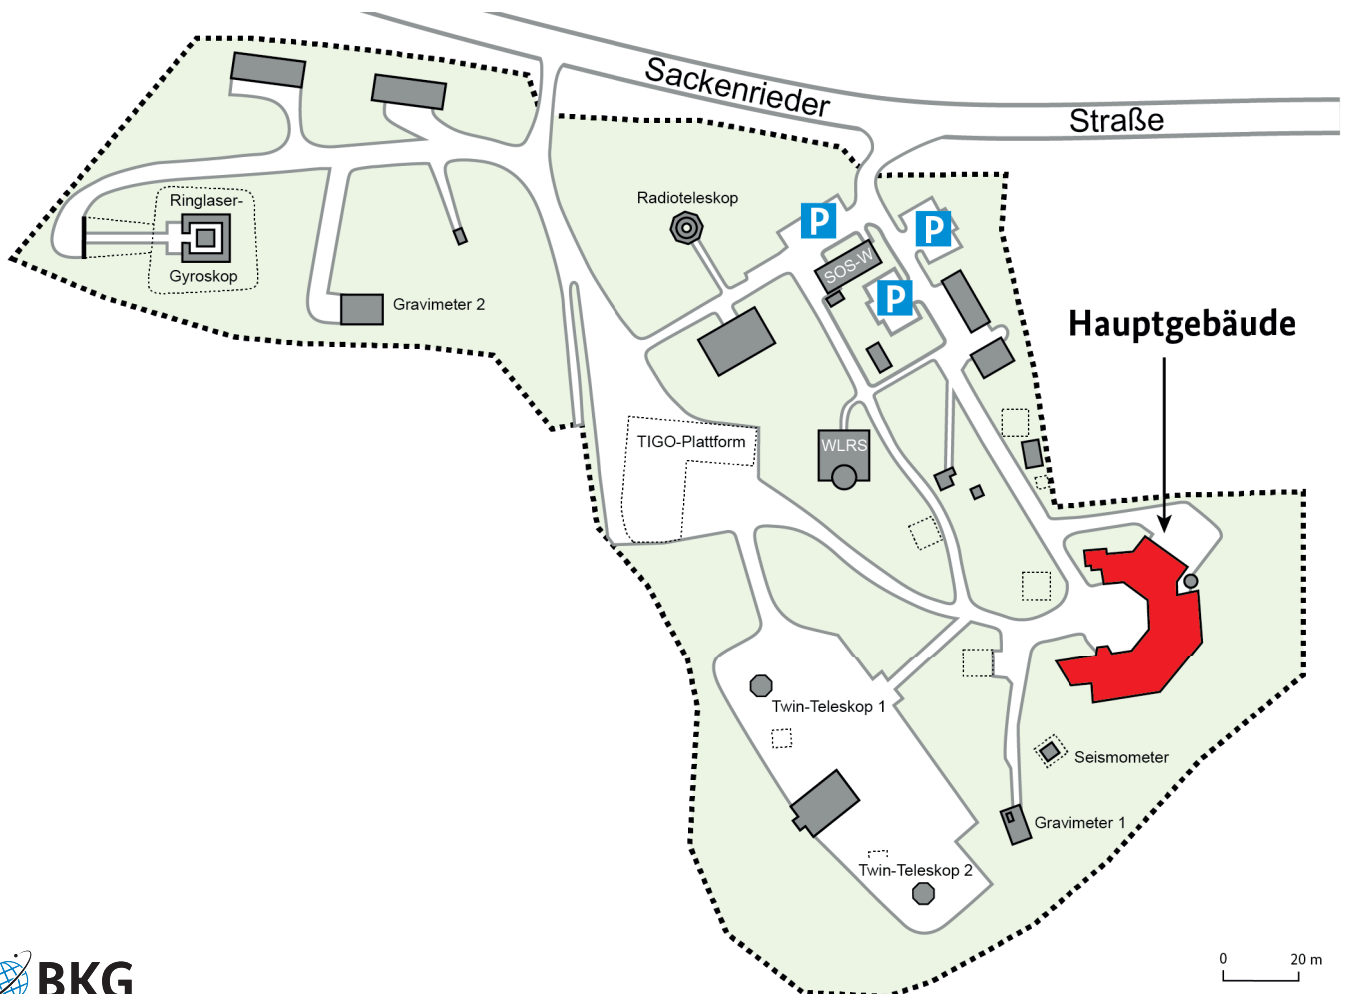 Sackenrieder
Straße
Ringlaser-
Gyroskop
Radioteleskop
P
P
SOS-W
P
Gravimeter 2
Hauptgebäude
TIGO-Plattform
WLRS
Twin-Teleskop 1
Seismometer
Gravimeter 1
Twin-Teleskop 2
0 20 m
BKG